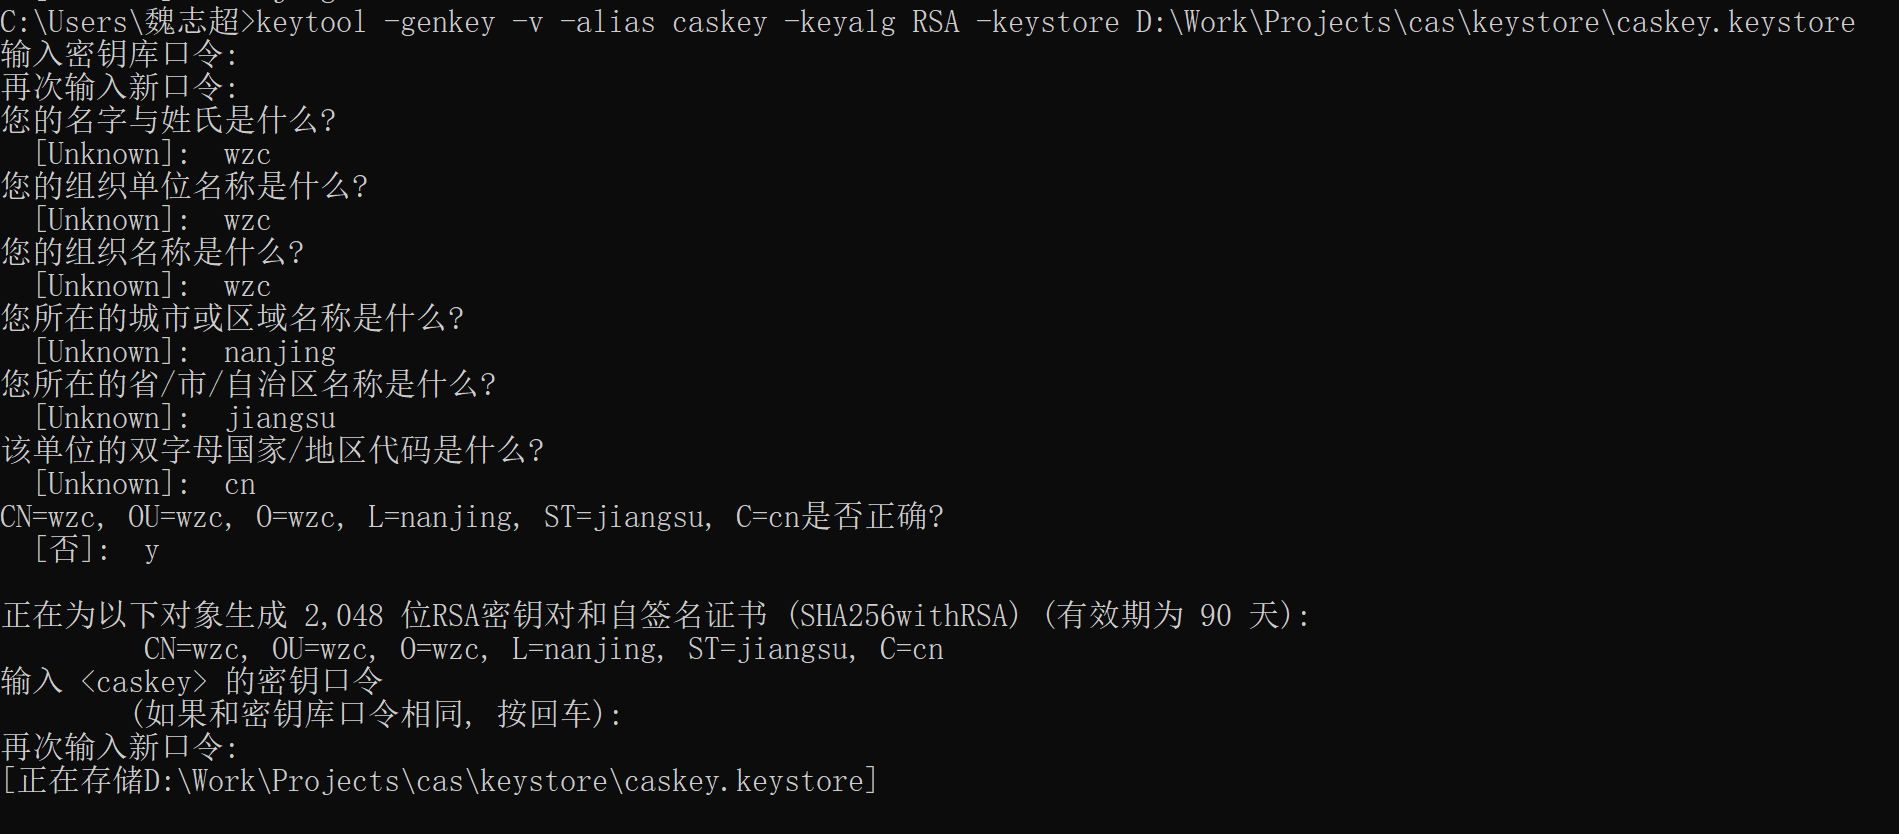 C:\Users\魏志超>keytool -genkey -v -alias caskey -keyalg RSA -keystore D:\Work\Projects\cas\keystore\caskey.keystore
输入密钥库口令:
再次输入新口令:
您的名字与姓氏是什么?
  [Unknown]:  wzc
您的组织单位名称是什么?
  [Unknown]:  wzc
您的组织名称是什么?
  [Unknown]:  wzc
您所在的城市或区域名称是什么?
  [Unknown]:  nanjing
您所在的省/市/自治区名称是什么?
  [Unknown]:  jiangsu
该单位的双字母国家/地区代码是什么?
  [Unknown]:  cn
CN=wzc, OU=wzc, O=wzc, L=nanjing, ST=jiangsu, C=cn是否正确?
  [否]:  y
正在为以下对象生成 2,048 位RSA密钥对和自签名证书 (SHA256withRSA) (有效期为 90 天):
         CN=wzc, OU=wzc, O=wzc, L=nanjing, ST=jiangsu, C=cn
输入 <caskey> 的密钥口令
        (如果和密钥库口令相同, 按回车):
再次输入新口令:
[正在存储D:\Work\Projects\cas\keystore\caskey.keystore]